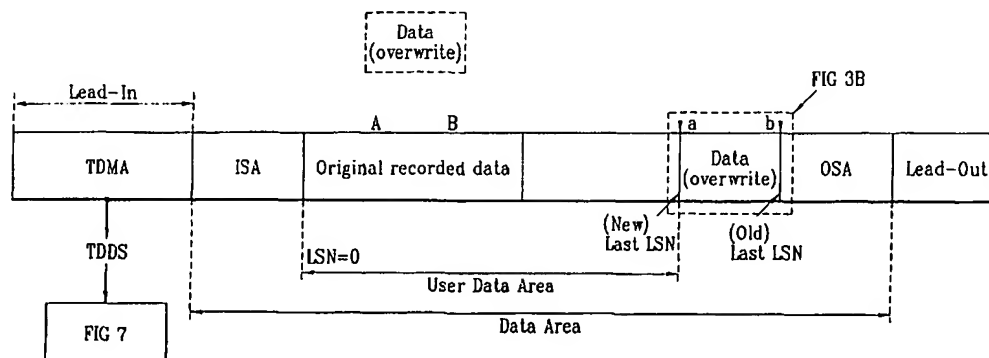 Data
(overwrite)
FIG 3B
Lead-In
A
B
a
b
TDMA
ISA
Original recorded data
Data
(overwrite)
OSA
Lead-Out
(New)
Last LSN
(Old)
Last LSN
TDDS
LSN=0
User Data Area
FIG 7
Data Area